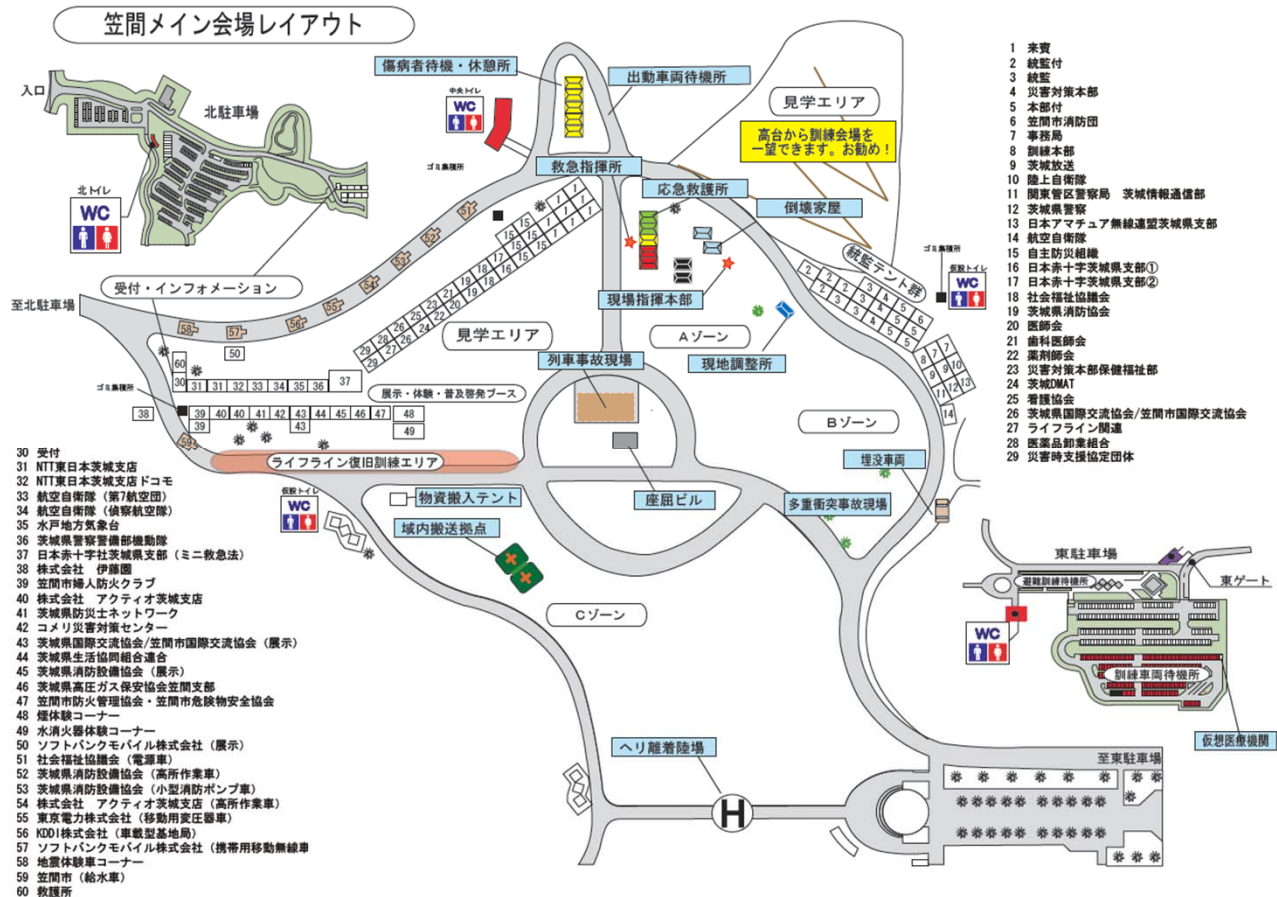 笠間メイン会場レイアウト
入口
北駐車場
北トイレ
WC
ゴミ集積所
傷病者待機・休憩所
出動車両待機所
中央トイレ
WC
見学エリア
高台から訓練会場を
一望できます。お勧め！
救急指揮所
応急救護所
倒壊家屋
統監テント群
ゴミ集積所
仮設トイレ
WC
受付・インフォメーション
至北駐車場
現場指揮本部
見学エリア
Aゾーン
現地調整所
列車事故現場
展示・体験・普及啓発ブース
ゴミ集積所
Bゾーン
埋没車両
多重衝突事故現場
ライフライン復旧訓練エリア
仮設トイレ
WC
物資搬入テント
座屈ビル
域内搬送拠点
Cゾーン
東駐車場
東ゲート
避難訓練待機所
WC
訓練車両待機所
仮想医療機関
ヘリ離着陸場
H
至東駐車場
57
52
53
54
55
56
57
58
59
50
60
30 31 31 32 33 34 35 36 37
38
39 40 40 41 42 43 44 45 46 47 48
39 43 49
1 来賓
2 統監付
3 統監
4 災害対策本部
5 本部付
6 笠間市消防団
7 事務局
8 訓練本部
9 茨城放送
10 陸上自衛隊
11 関東管区警察局 茨城情報通信部
12 茨城県警察
13 日本アマチュア無線連盟茨城県支部
14 航空自衛隊
15 自主防災組織
16 日本赤十字茨城県支部①
17 日本赤十字茨城県支部②
18 社会福祉協議会
19 茨城県消防協会
20 医師会
21 歯科医師会
22 薬剤師会
23 災害対策本部保健福祉部
24 茨城DMAT
25 看護協会
26 茨城県国際交流協会/笠間市国際交流協会
27 ライフライン関連
28 医薬品卸業組合
29 災害時支援協定団体
30 受付
31 NTT東日本茨城支店
32 NTT東日本茨城支店ドコモ
33 航空自衛隊（第7航空団）
34 航空自衛隊（偵察航空隊）
35 水戸地方気象台
36 茨城県警察警備部機動隊
37 日本赤十字社茨城県支部（ミニ救急法）
38 株式会社 伊藤園
39 笠間市婦人防火クラブ
40 株式会社 アクティオ茨城支店
41 茨城県防災士ネットワーク
42 コメリ災害対策センター
43 茨城県国際交流協会/笠間市国際交流協会（展示）
44 茨城県生活協同組合連合
45 茨城県消防設備協会（展示）
46 茨城県高圧ガス保安協会笠間支部
47 笠間市防火管理協会・笠間市危険物安全協会
48 煙体験コーナー
49 水消火器体験コーナー
50 ソフトバンクモバイル株式会社（展示）
51 社会福祉協議会（電源車）
52 茨城県消防設備協会（高所作業車）
53 茨城県消防設備協会（小型消防ポンプ車）
54 株式会社 アクティオ茨城支店（高所作業車）
55 東京電力株式会社（移動用変圧器車）
56 KDDI株式会社（車載型基地局）
57 ソフトバンクモバイル株式会社（携帯用移動無線車
58 地震体験車コーナー
59 笠間市（給水車）
60 救護所